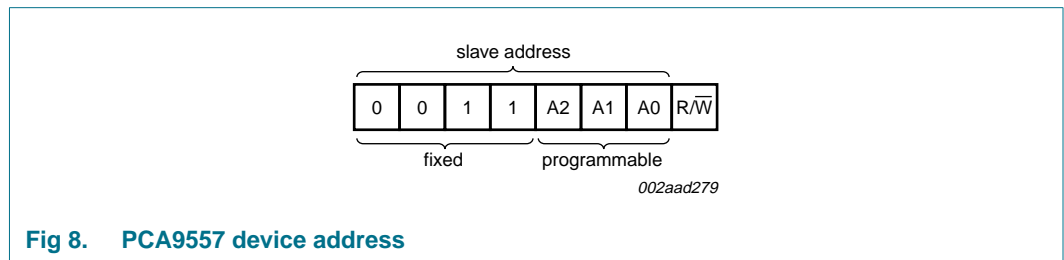 slave address
0 0 1 1 A2 A1 A0 R/W̅
fixed programmable
002aad279
Fig 8. PCA9557 device address